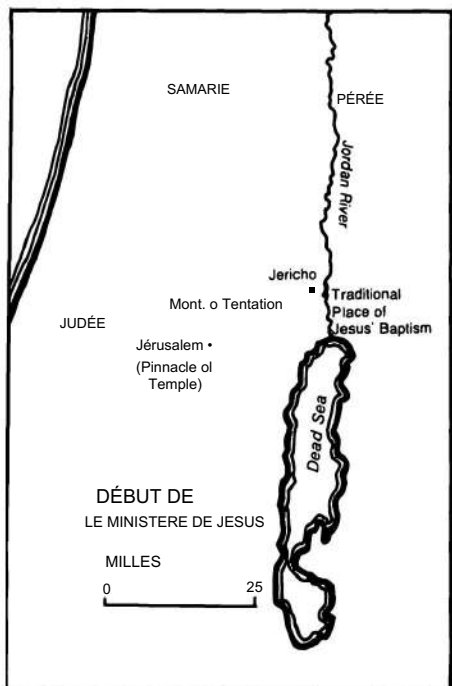 SAMARIE
PÉRÉE
Jordan River
Jericho
Traditional
Place of
Jesus' Baptism
Mont. o Tentation
JUDÉE
Jérusalem •
(Pinnacle ol
Temple)
Dead Sea
DÉBUT DE
LE MINISTERE DE JESUS
MILLES
0 25